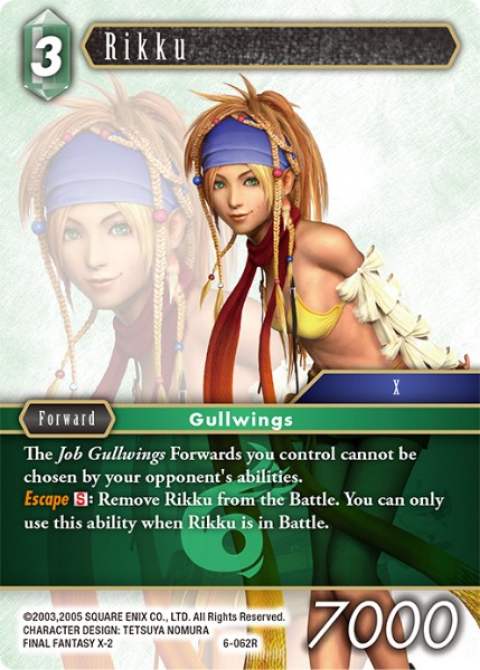 3
Rikku
X
Forward
Gullwings
The Job Gullwings Forwards you control cannot be
chosen by your opponent's abilities.
Escape S: Remove Rikku from the Battle. You can only
use this ability when Rikku is in Battle.
©2003,2005 SQUARE ENIX CO., LTD. All Rights Reserved.
CHARACTER DESIGN: TETSUYA NOMURA
FINAL FANTASY X-2
6-062R
7000